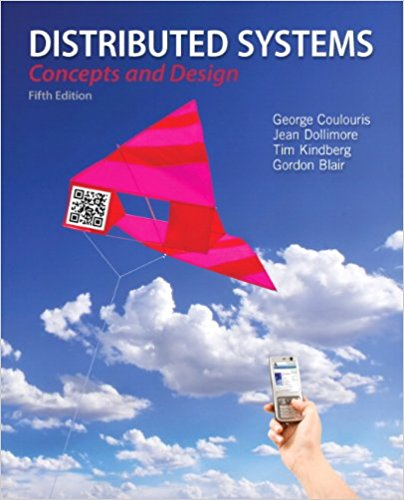 DISTRIBUTED SYSTEMS
Concepts and Design
Fifth Edition
George Coulouris
Jean Dollimore
Tim Kindberg
Gordon Blair